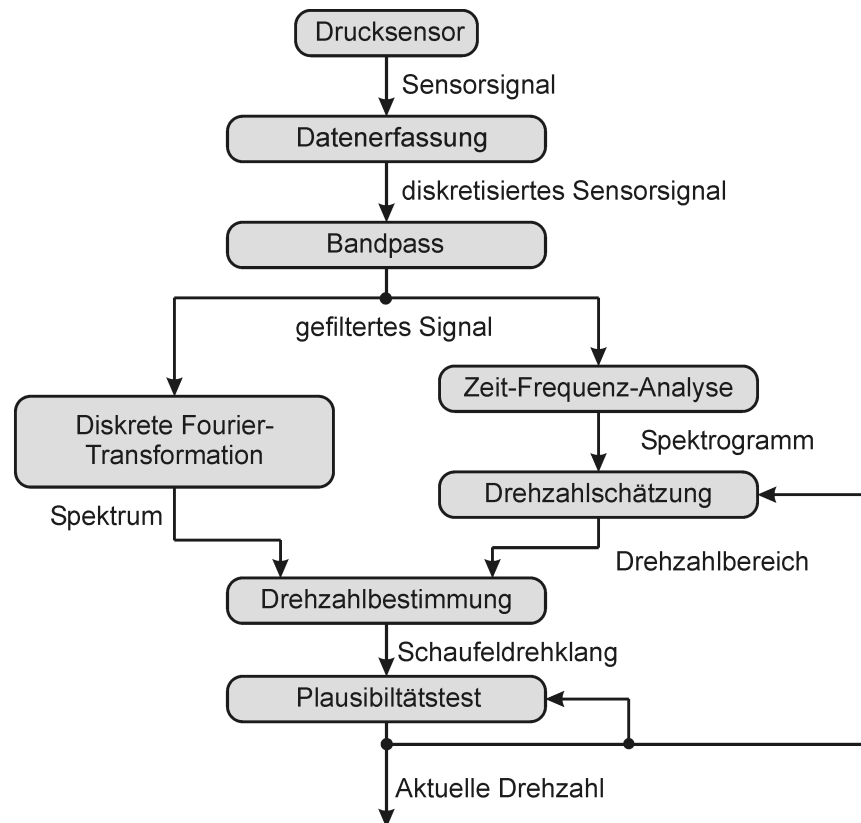 Drucksensor
Sensorsignal
Datenerfassung
diskretisiertes Sensorsignal
Bandpass
gefiltertes Signal
Zeit-Frequenz-Analyse
Diskrete Fourier-
Transformation
Spektrogramm
Drehzahlschätzung
Spektrum
Drehzahlbereich
Drehzahlbestimmung
Schaufeldrehklang
Plausibiltätstest
Aktuelle Drehzahl